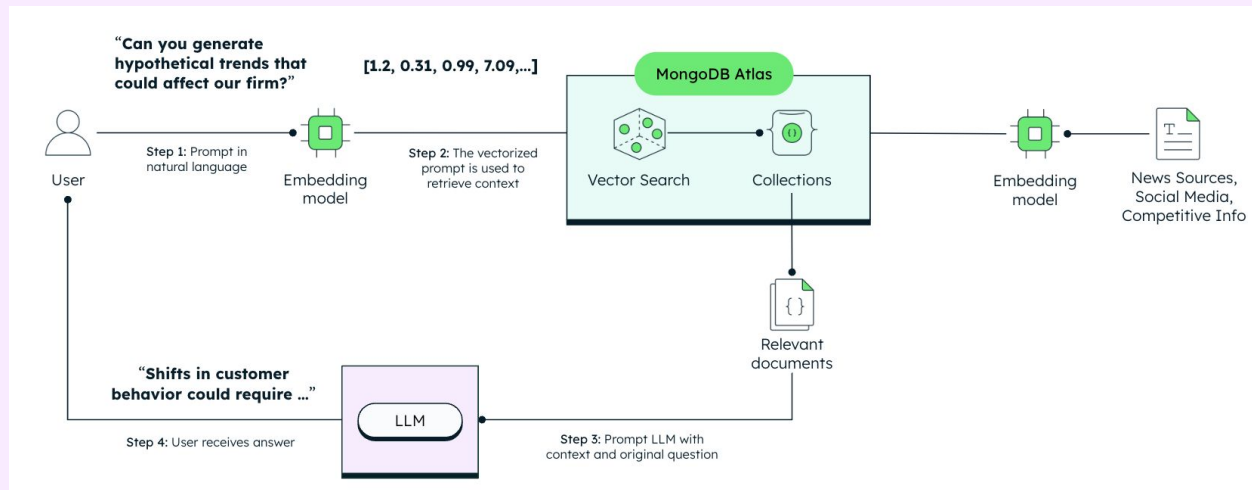 “Can you generate
hypothetical trends that
could affect our firm?”
[1.2, 0.31, 0.99, 7.09,...]
MongoDB Atlas
User
Step 1: Prompt in
natural language
Embedding
model
Step 2: The vectorized
prompt is used to
retrieve context
Vector Search
Collections
Embedding
model
T
News Sources,
Social Media,
Competitive Info
Relevant
documents
“Shifts in customer
behavior could require ...”
LLM
Step 4: User receives answer
Step 3: Prompt LLM with
context and original question